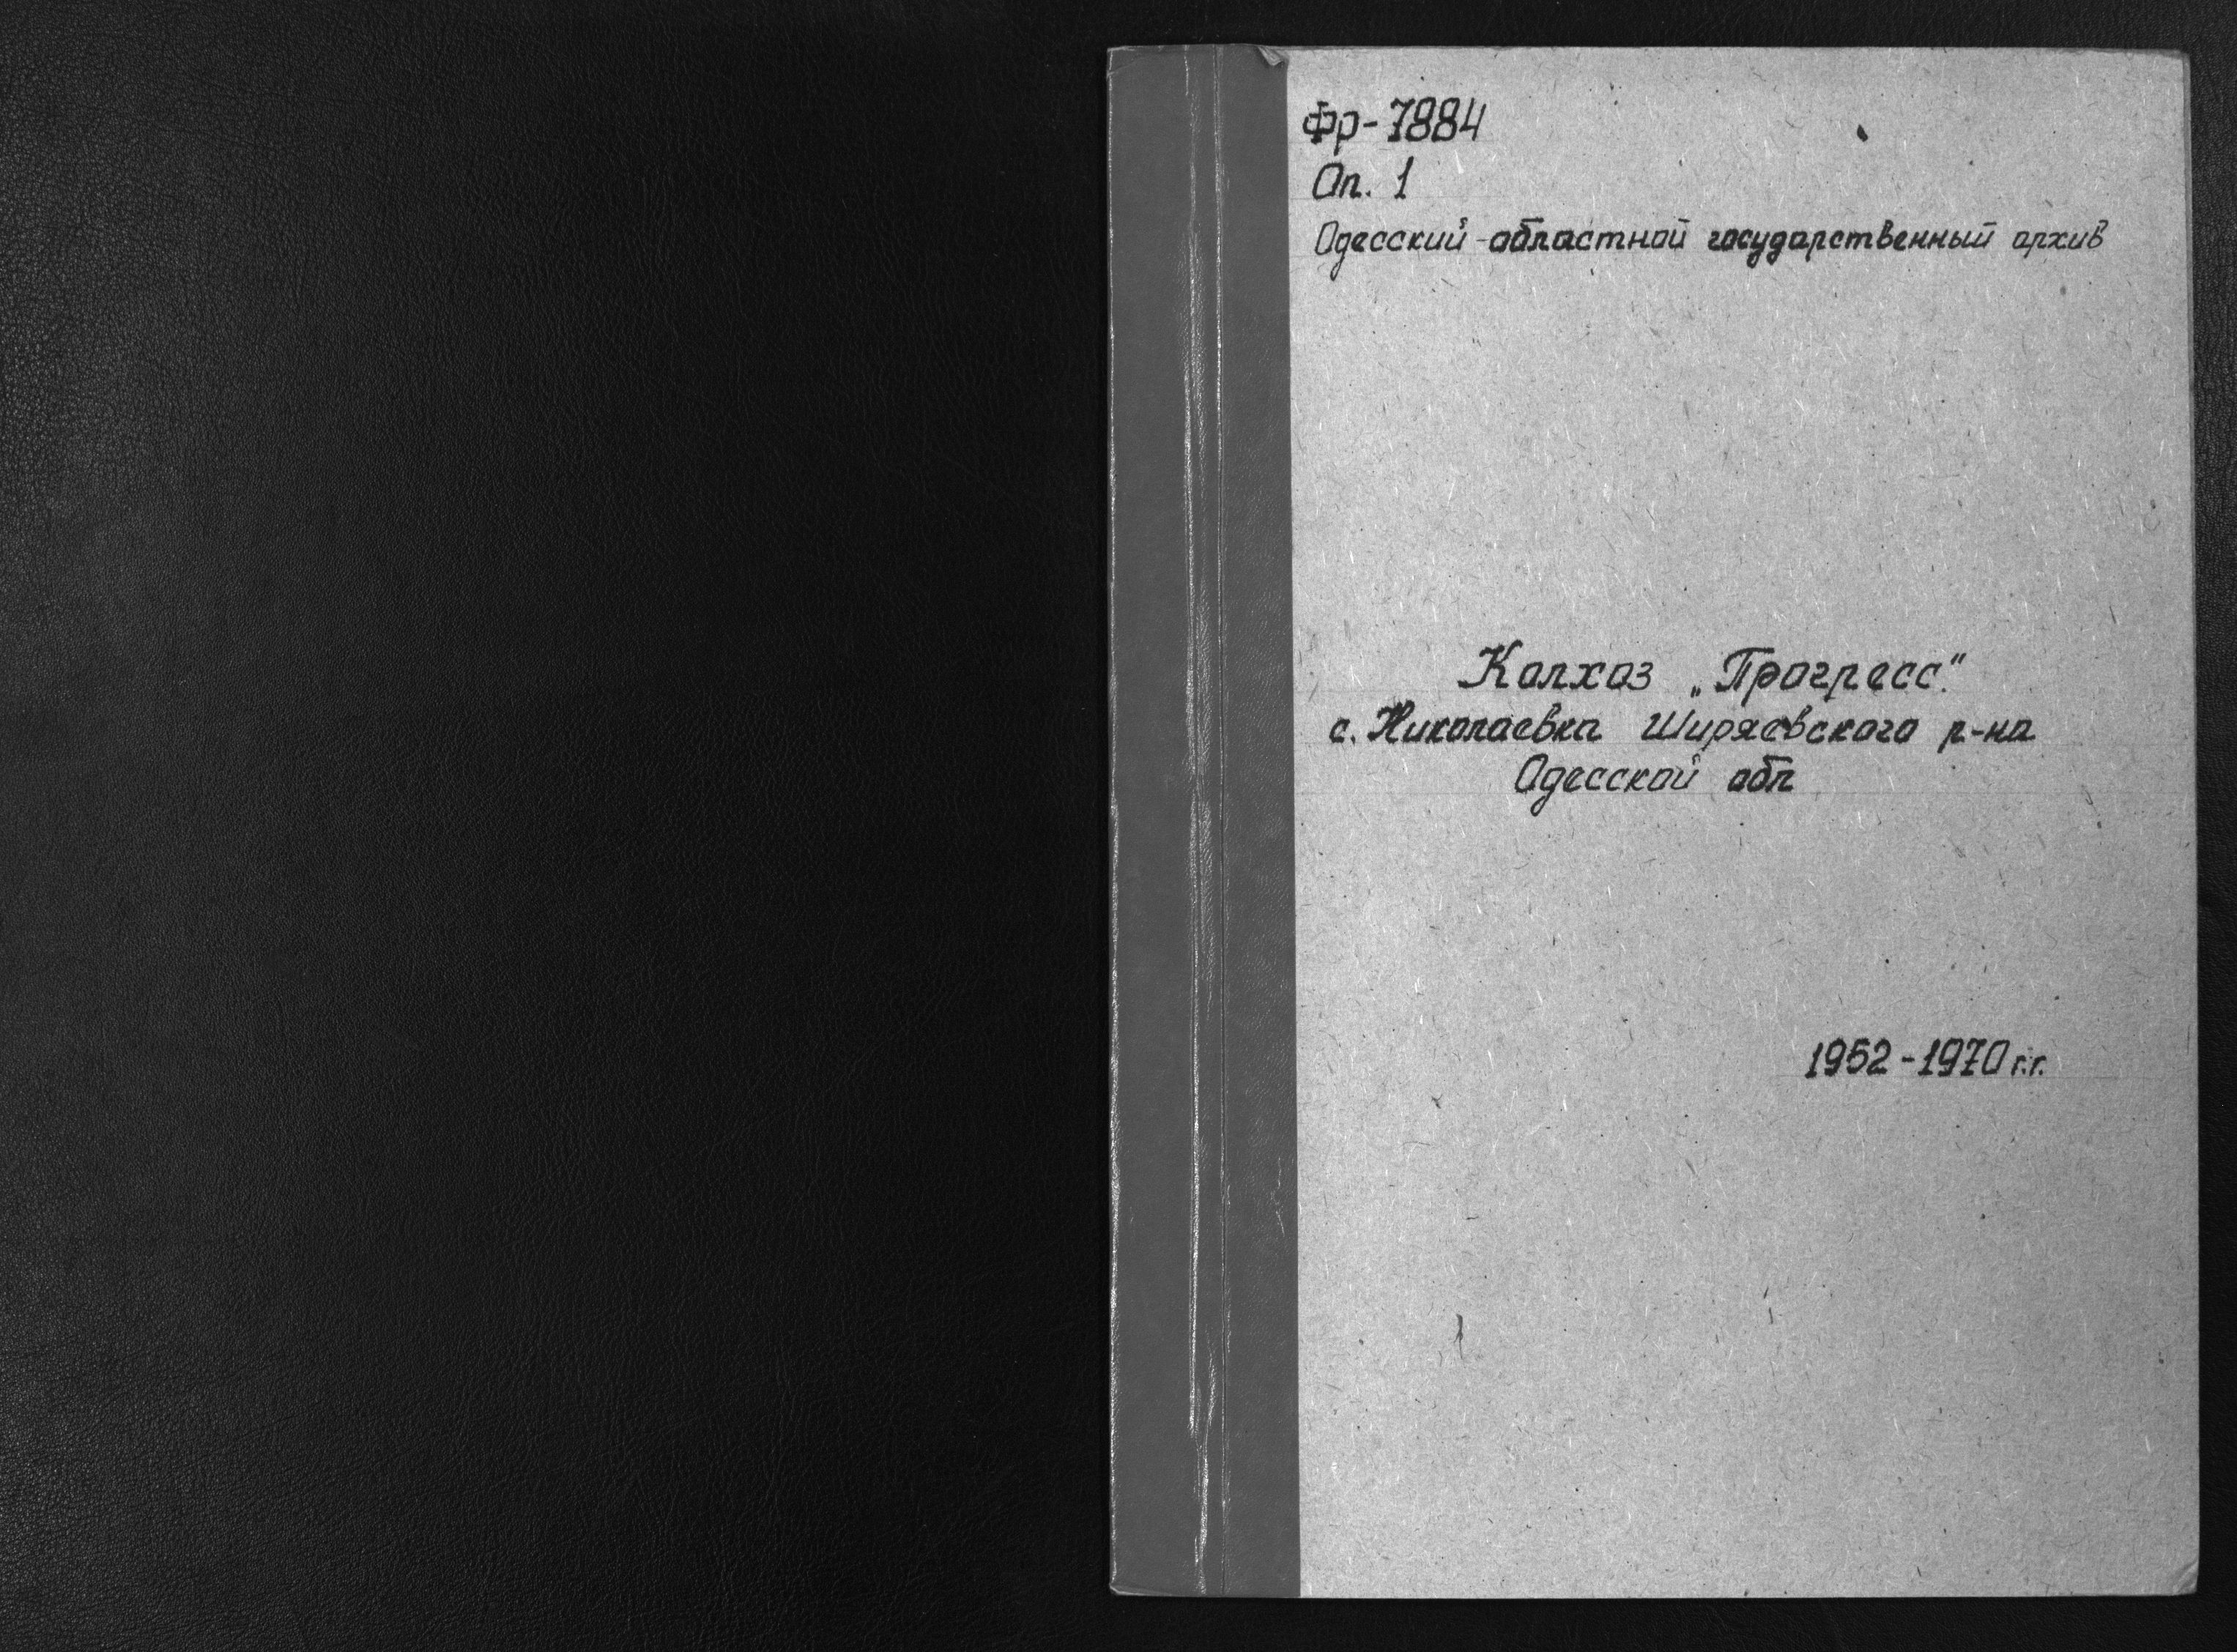 Фр-7884
Оп. 1
Одесский областной государственный архив
Колхоз „Прогресс".
с. Николаевка Ширяевского р-на
Одесской обл
1952-1970 г.г.